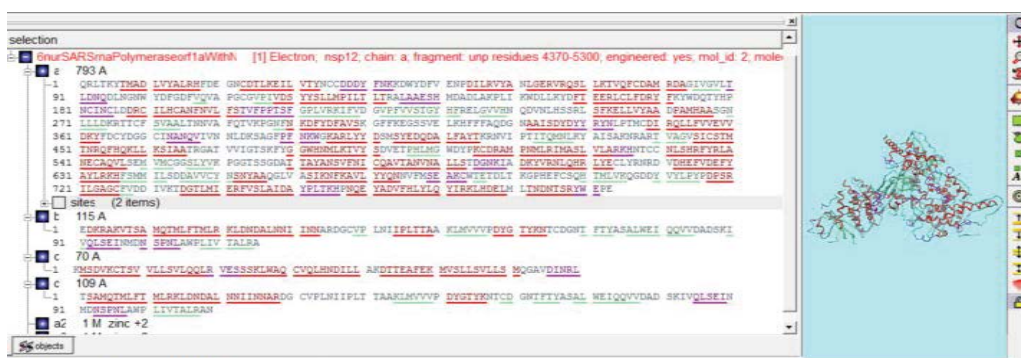 selection
6nurSARSrnaPolymeraseorf1aWithN [1] Electron, nsp12, chain: a, fragment: unp residues 4370-5300, engineered: yes, mol_id: 2, mole
a 793 A
1 QRLTKYTMAD LVYALRHFDE GNCDTLKEIL VTYNCCDDDY FNKKDWYDFV ENPDILRVYA NLGERVRQSL LKTVQFCDAM RDAGIVGVLT
91 LDNQDLNGNW YDFGDFVQVA PGCGVPIVDS YYSLLMPILT LTRALAAESH MDADLAKPLI KWDLLKYDFT EERLCLFDRY FKYWDQTYHP
181 NCINCLDDRC ILHCANFNVL FSTVFPPTSF GPLVRKIFVD GVPFVVSTGY HFRELGVVHN QDVNLHSSRL SFKELLVYAA DPAMHAASGN
271 LLLDKRTTCF SVAALTNNVA FQTVKPGNFN KDFYDFAVSK GFFKEGSSVE LKHFFFAQDG NAAISDYDYY RYNLPTMCDI RQLLFVVEVV
361 DKYFDCYDGG CINANQVIVN NLDKSAGFPF NKWGKARLYY DSMSYEDQDA LFAYTKRNVI PTITQMNLKY AISAKNRART VAGVSICSTM
451 TNRQFHQKLL KSIAATRGAT VVIGTSKFYG GWHNMLKTVY SDVETPHLMG WDYPKCDRAM PNMLRIMASL VLARKHNTCC NLSHRFYRLA
541 NECAQVLSEM VMCGGSLYVK PGGTSSGDAT TAYANSVFNI CQAVTANVNA LLSTDGNKIA DKYVRNLQHR LYECLYRNRD VDHEFVDEFY
631 AYLRKHFSMM ILSDDAVVCY NSNYAAQGLV ASIKNFKAVL YYQNNVFMSE AKCWTETDLT KGPHEFCSQH TMLVKQGDDY VYLPYPDPSR
721 ILGAGCFVDD IVKTDGTLMI ERFVSLAIDA YPLTKHPNQE YADVFHLYLQ YIRKLHDELM LTNDNTSRYW EPE
sites (2 items)
b 115 A
1 EDKRAKVTSA MQTMLFTMLR KLDNDALNNI INNARDGCVP LNIIPLTTAA KLMVVVPDYG TYKNTCDGNT FTYASALWEI QQVVDADSKI
91 VQLSEINMDN SPNLAWPLIV TALRA
c 70 A
1 KMSDVKCTSV VLLSVLQQLR VESSSKLWAQ CVQLHNDILL AKDTTEAFEK MVSLLSVLLS MQGAVDINRL
c 109 A
1 TSAMQTMLFT MLRKLDNDAL NNIINNARDG CVPLNIIPLT TAAKLMVVVP DYGTYKNTCD GNTFTYASAL WEIQQVVDAD SKIVQLSEIN
91 MDNSPNLAWP LIVTALRAN
a2 1 M zinc +2
objects